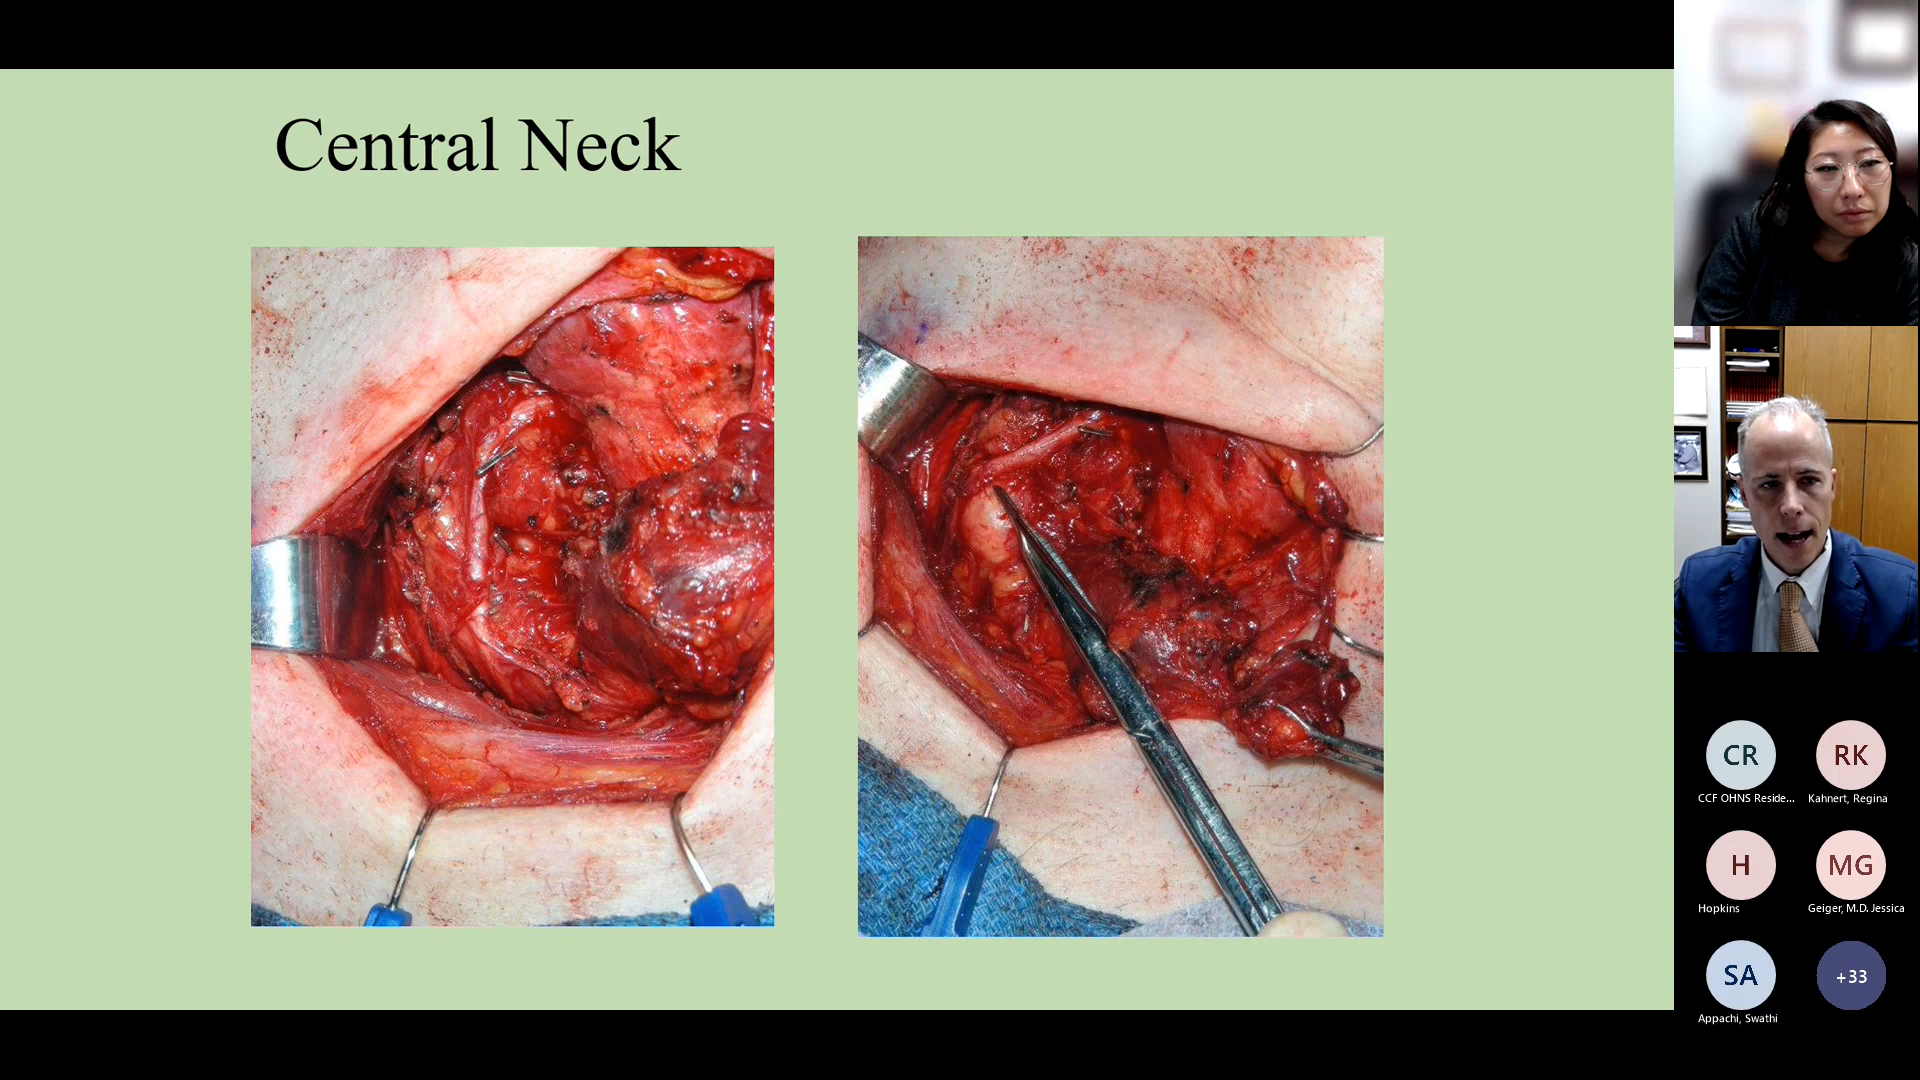 Central Neck
CR
RK
CCF OHNS Reside...
Kahnert, Regina
H
MG
Hopkins
Geiger, M.D. Jessica
SA
+33
Appachi, Swathi